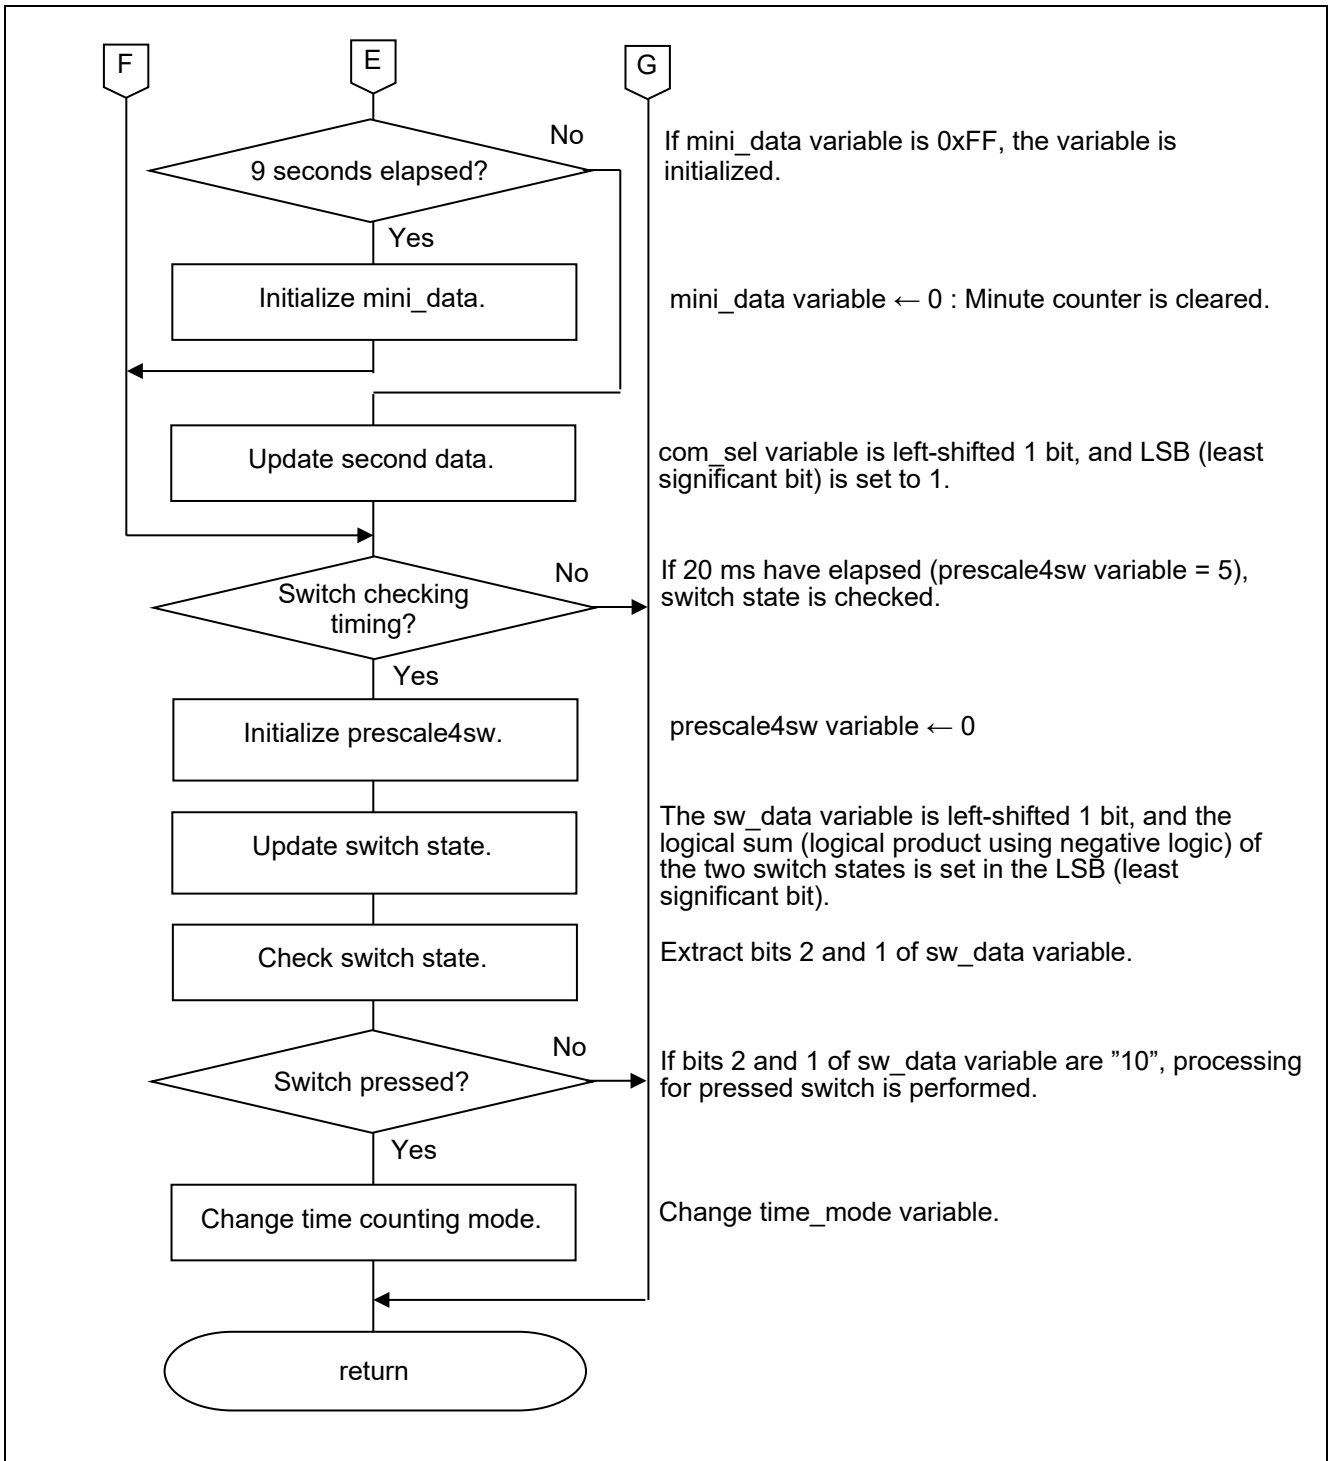 F
E
G
No
If mini_data variable is 0xFF, the variable is
initialized.
9 seconds elapsed?
Yes
Initialize mini_data.
mini_data variable ← 0 : Minute counter is cleared.
Update second data.
com_sel variable is left-shifted 1 bit, and LSB (least
significant bit) is set to 1.
No
Switch checking
timing?
If 20 ms have elapsed (prescale4sw variable = 5),
switch state is checked.
Yes
Initialize prescale4sw.
prescale4sw variable ← 0
Update switch state.
The sw_data variable is left-shifted 1 bit, and the
logical sum (logical product using negative logic) of
the two switch states is set in the LSB (least
significant bit).
Check switch state.
Extract bits 2 and 1 of sw_data variable.
No
Switch pressed?
If bits 2 and 1 of sw_data variable are ”10”, processing
for pressed switch is performed.
Yes
Change time counting mode.
Change time_mode variable.
return